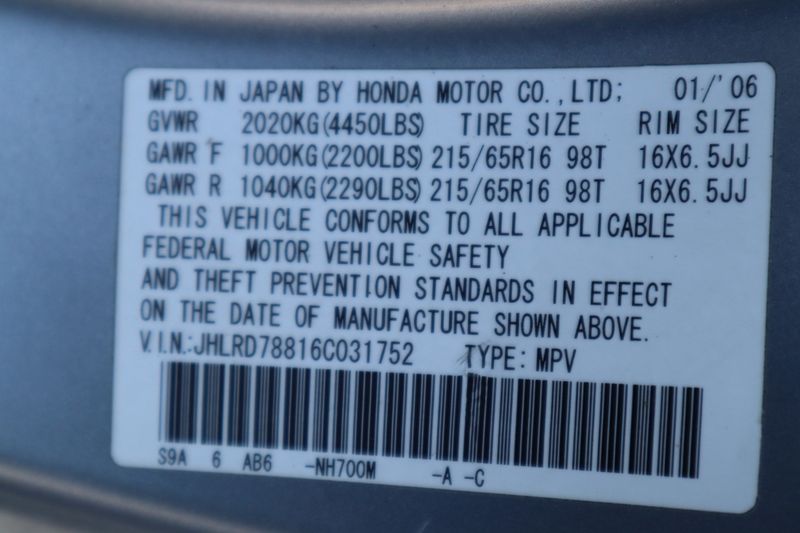 MFD. IN JAPAN BY HONDA MOTOR CO.,LTD; 01/'06
GVWR 2020KG(4450LBS) TIRE SIZE RIM SIZE
GAWR F 1000KG(2200LBS) 215/65R16 98T 16X6.5JJ
GAWR R 1040KG(2290LBS) 215/65R16 98T 16X6.5JJ
THIS VEHICLE CONFORMS TO ALL APPLICABLE
FEDERAL MOTOR VEHICLE SAFETY
AND THEFT PREVENTION STANDARDS IN EFFECT
ON THE DATE OF MANUFACTURE SHOWN ABOVE.
V.I.N.:JHLRD78816C031752 TYPE: MPV
S9A 6 AB6 -NH700M -A -C